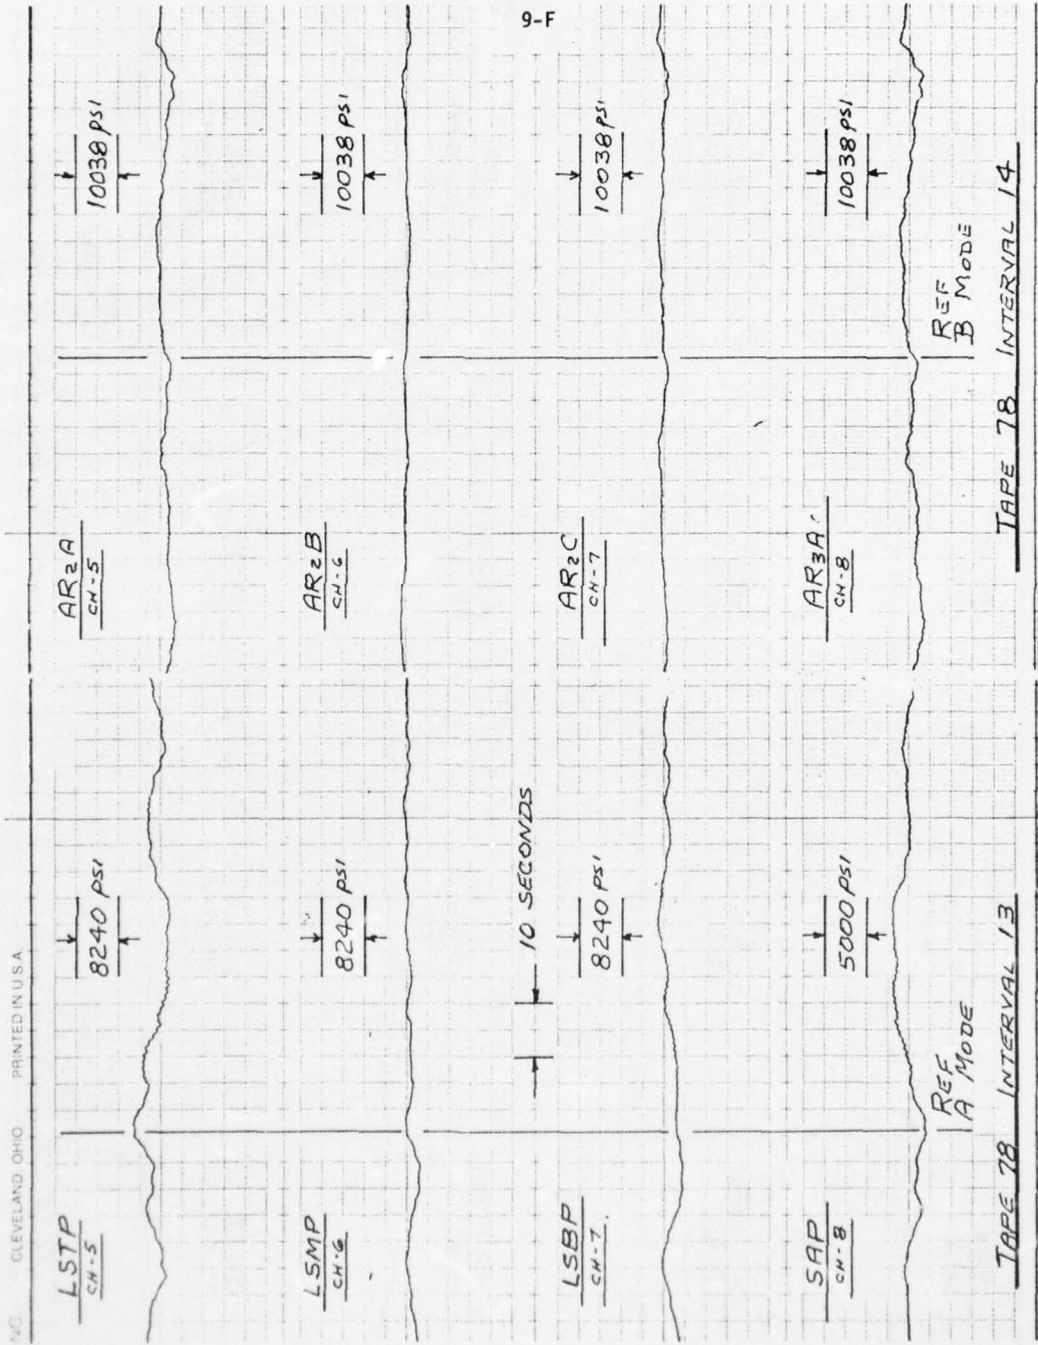 9-F
NC CLEVELAND OHIO PRINTED IN U S A
LSTP
CH-5
8240 PSI
AR2A
CH-5
10038 PSI
LSMP
CH-6
8240 PSI
AR2B
CH-6
10038 PSI
10 SECONDS
LSBP
CH-7
8240 PSI
AR2C
CH-7
10038 PSI
SAP
CH-8
5000 PSI
AR3A
CH-8
10038 PSI
REF
A MODE
REF
B MODE
TAPE 78 INTERVAL 13
TAPE 78 INTERVAL 14